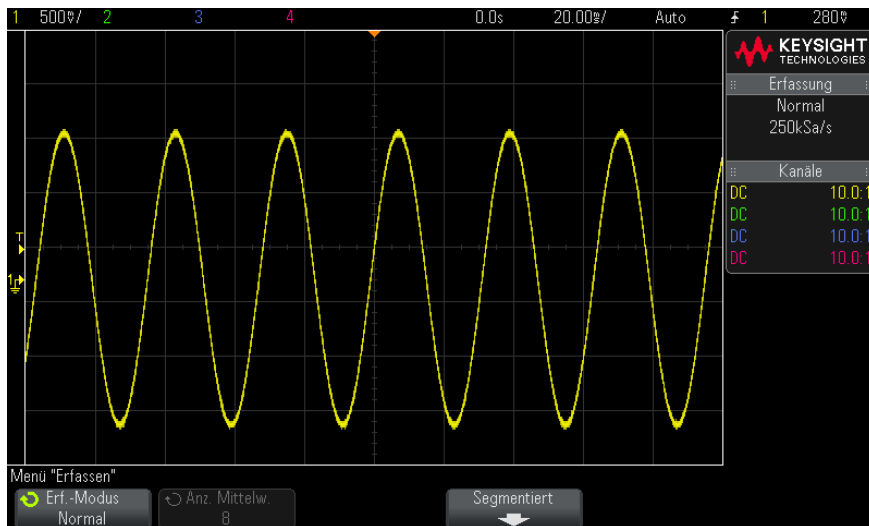 1 500㎷/ 2 3 4 0.0s 20.00㎳/ Auto 1 280㎷
KEYSIGHT
TECHNOLOGIES
Erfassung
Normal
250kSa/s
Kanäle
DC 10.0:1
DC 10.0:1
DC 10.0:1
DC 10.0:1
T
1
Menü "Erfassen"
Erf.-Modus
Normal
Anz. Mittelw.
8
Segmentiert